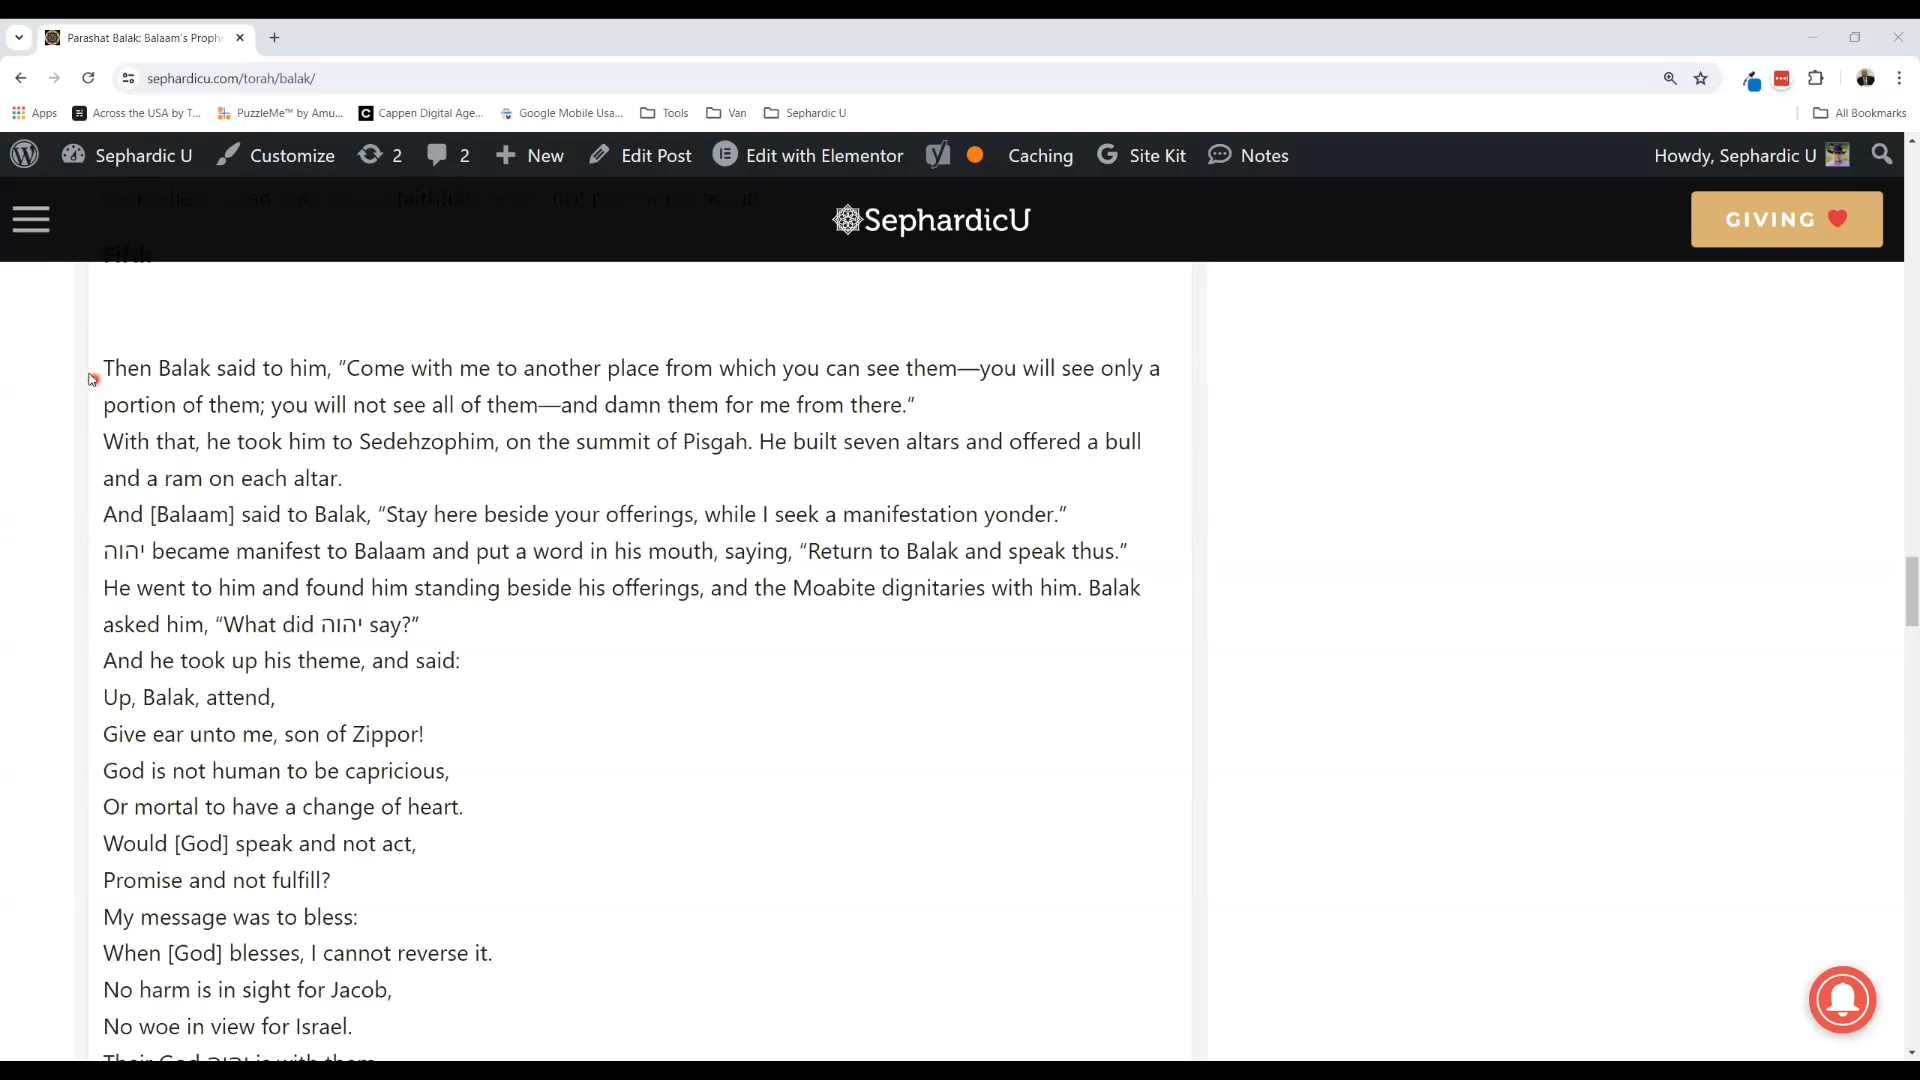 Parashat Balak: Balaam's Proph
sephardicu.com/torah/balak/
Apps Across the USA by T... PuzzleMe™ by Amu... Cappen Digital Age... Google Mobile Usa... Tools Van Sephardic U All Bookmarks
Sephardic U Customize 2 2 New Edit Post Edit with Elementor Caching Site Kit Notes Howdy, Sephardic U
SephardicU
GIVING
Fifth
Then Balak said to him, “Come with me to another place from which you can see them—you will see only a
portion of them; you will not see all of them—and damn them for me from there.”
With that, he took him to Sedehzophim, on the summit of Pisgah. He built seven altars and offered a bull
and a ram on each altar.
And [Balaam] said to Balak, “Stay here beside your offerings, while I seek a manifestation yonder.”
יהוה became manifest to Balaam and put a word in his mouth, saying, “Return to Balak and speak thus.”
He went to him and found him standing beside his offerings, and the Moabite dignitaries with him. Balak
asked him, “What did יהוה say?”
And he took up his theme, and said:
Up, Balak, attend,
Give ear unto me, son of Zippor!
God is not human to be capricious,
Or mortal to have a change of heart.
Would [God] speak and not act,
Promise and not fulfill?
My message was to bless:
When [God] blesses, I cannot reverse it.
No harm is in sight for Jacob,
No woe in view for Israel.
Their God יהוה is with them